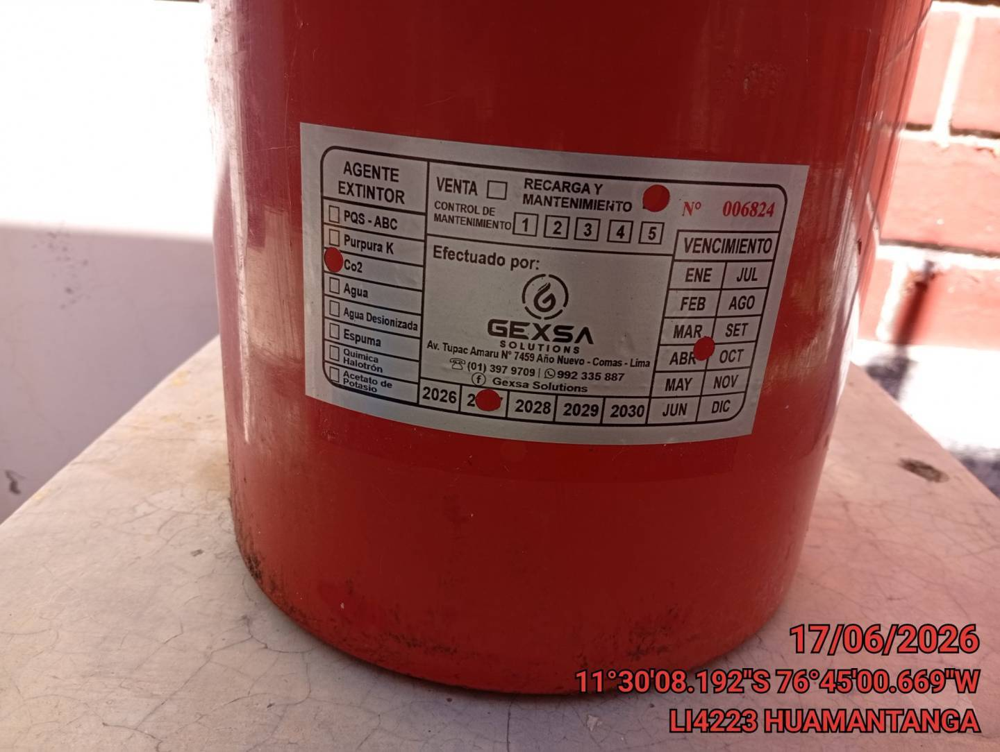 AGENTE
EXTINTOR
PQS - ABC
Purpura K
Co2
Agua
Agua Desionizada
Espuma
Quimica
Halotrón
Acetato de
Potasio
VENTA
RECARGA Y
MANTENIMIENTO
CONTROL DE
MANTENIMIENTO 1 2 3 4 5
Nº 006824
Efectuado por:
GEXSA
SOLUTIONS
Av. Tupac Amaru Nº 7459 Año Nuevo - Comas - Lima
(01) 397 9709 | 992 335 887
Gexsa Solutions
2026 2 2028 2029 2030
VENCIMIENTO
ENE JUL
FEB AGO
MAR SET
ABR OCT
MAY NOV
JUN DIC
17/06/2026
11°30'08.192"S 76°45'00.669"W
LI4223 HUAMANTANGA